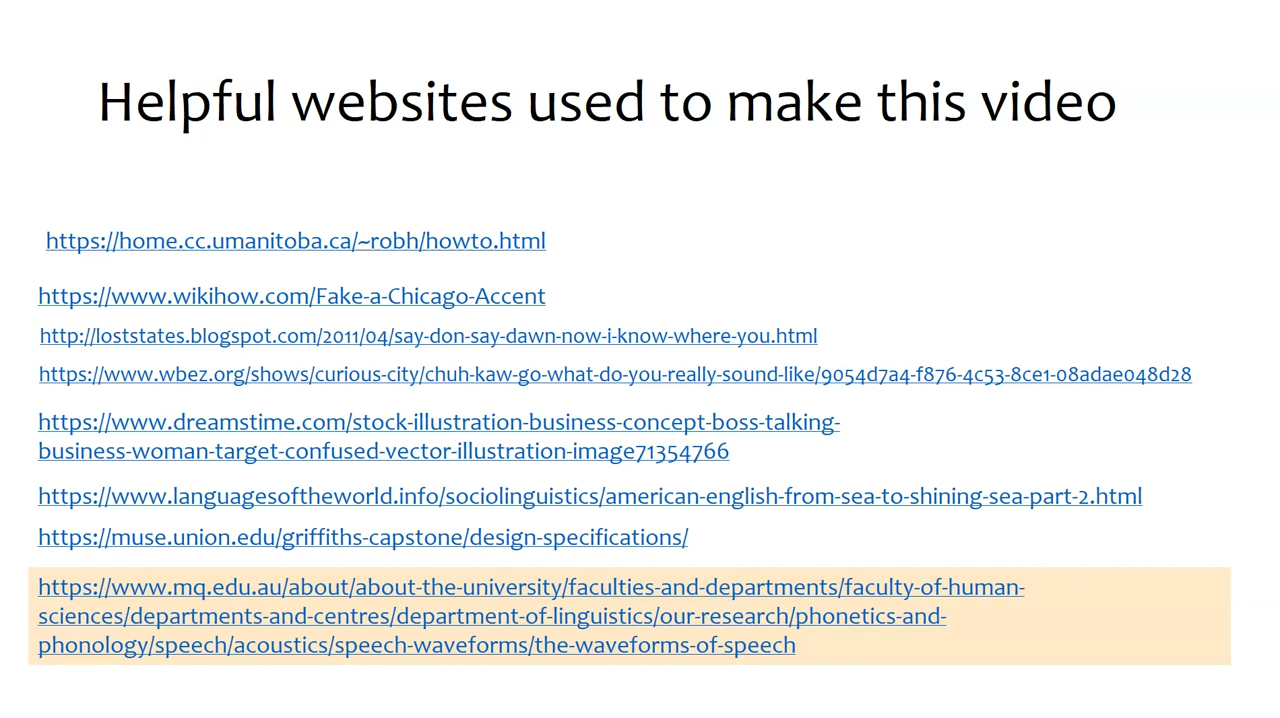 Helpful websites used to make this video
https://home.cc.umanitoba.ca/~robh/howto.html
https://www.wikihow.com/Fake-a-Chicago-Accent
http://loststates.blogspot.com/2011/04/say-don-say-dawn-now-i-know-where-you.html
https://www.wbez.org/shows/curious-city/chuh-kaw-go-what-do-you-really-sound-like/9054d7a4-f876-4c53-8ce1-08adae048d28
https://www.dreamstime.com/stock-illustration-business-concept-boss-talking-
business-woman-target-confused-vector-illustration-image71354766
https://www.languagesoftheworld.info/sociolinguistics/american-english-from-sea-to-shining-sea-part-2.html
https://muse.union.edu/griffiths-capstone/design-specifications/
https://www.mq.edu.au/about/about-the-university/faculties-and-departments/faculty-of-human-
sciences/departments-and-centres/department-of-linguistics/our-research/phonetics-and-
phonology/speech/acoustics/speech-waveforms/the-waveforms-of-speech